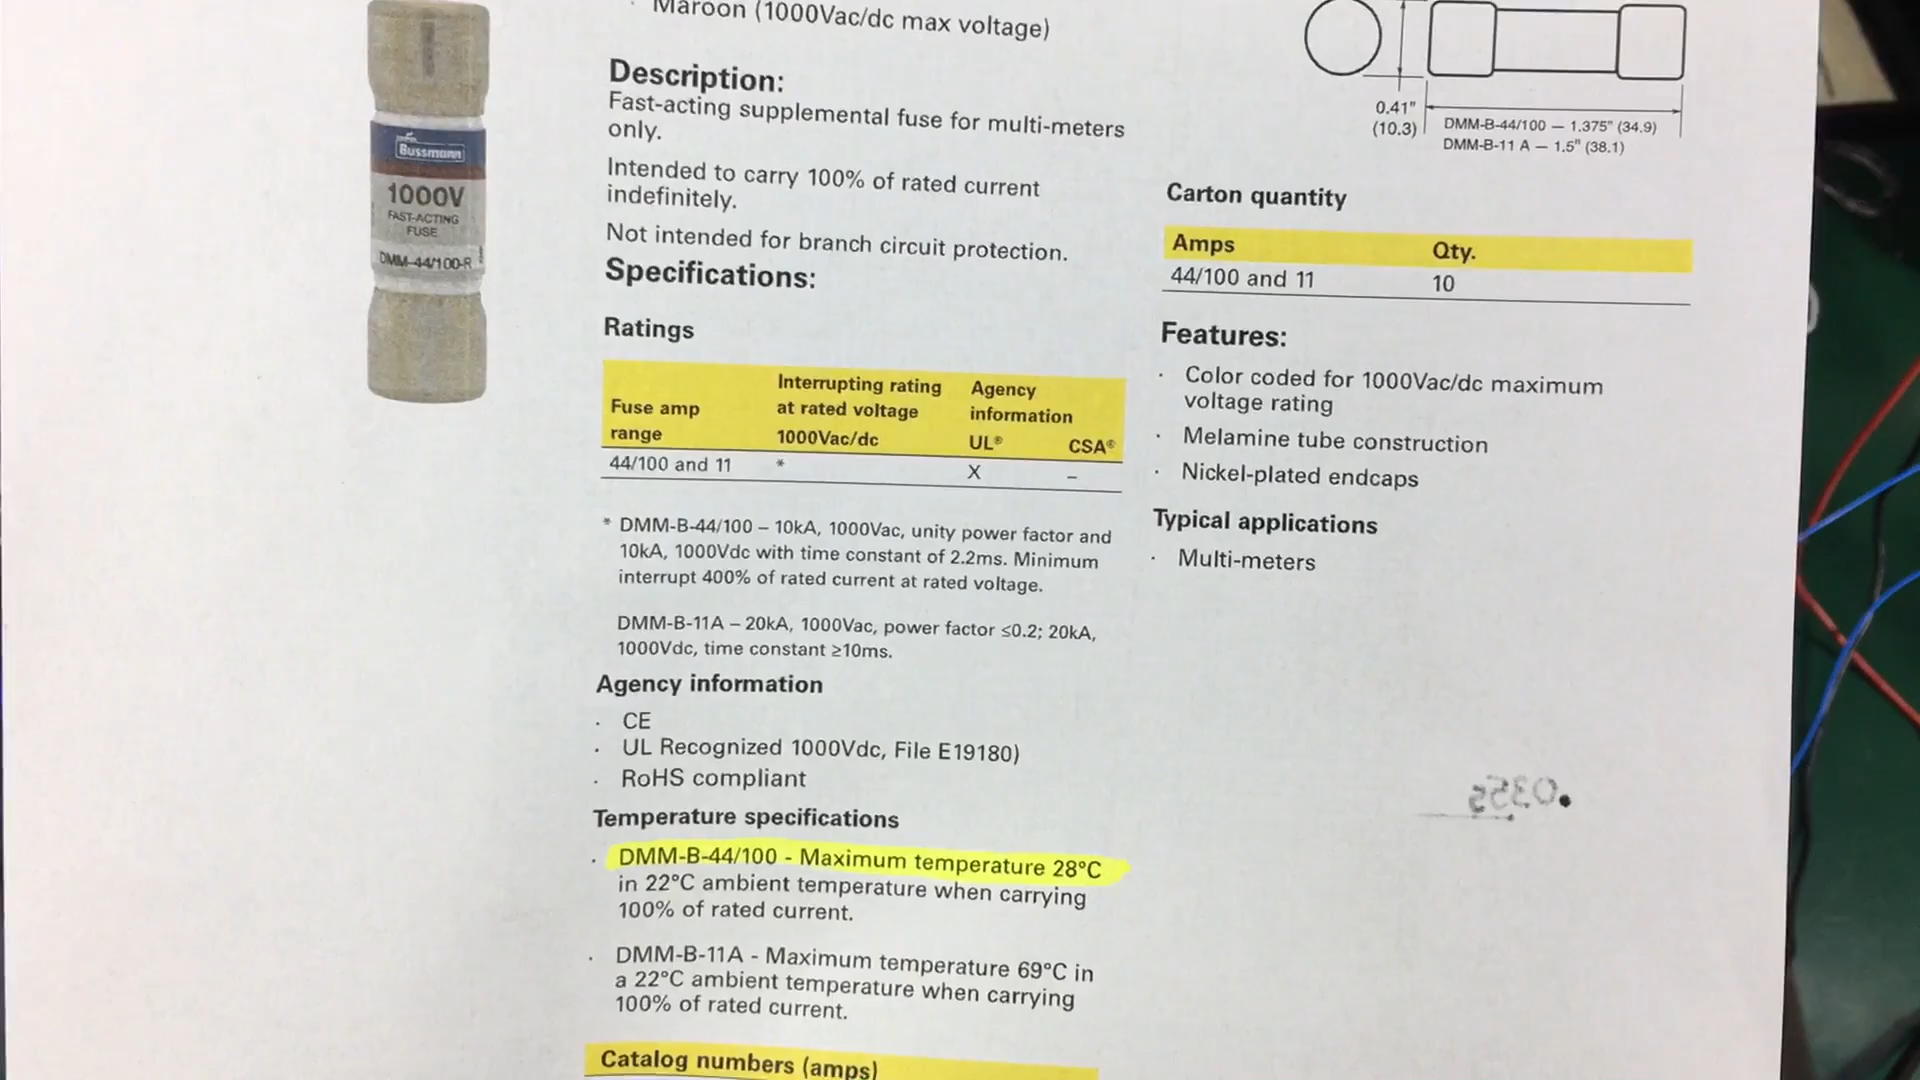 Maroon (1000Vac/dc max voltage)
Bussmann
1000V
FAST-ACTING
FUSE
DMM-44/100-R
Description:
Fast-acting supplemental fuse for multi-meters
only.
Intended to carry 100% of rated current
indefinitely.
Not intended for branch circuit protection.
Specifications:
Ratings
Fuse amp
range
Interrupting rating
at rated voltage
1000Vac/dc
Agency
information
UL® CSA®
44/100 and 11 * X –
* DMM-B-44/100 – 10kA, 1000Vac, unity power factor and
10kA, 1000Vdc with time constant of 2.2ms. Minimum
interrupt 400% of rated current at rated voltage.
DMM-B-11A – 20kA, 1000Vac, power factor ≤0.2; 20kA,
1000Vdc, time constant ≥10ms.
Agency information
· CE
· UL Recognized 1000Vdc, File E19180)
· RoHS compliant
Temperature specifications
· DMM-B-44/100 - Maximum temperature 28°C
in 22°C ambient temperature when carrying
100% of rated current.
· DMM-B-11A - Maximum temperature 69°C in
a 22°C ambient temperature when carrying
100% of rated current.
Catalog numbers (amps)
0.41"
(10.3)
DMM-B-44/100 — 1.375" (34.9)
DMM-B-11 A — 1.5" (38.1)
Carton quantity
Amps Qty.
44/100 and 11 10
Features:
· Color coded for 1000Vac/dc maximum
voltage rating
· Melamine tube construction
· Nickel-plated endcaps
Typical applications
· Multi-meters
.0355